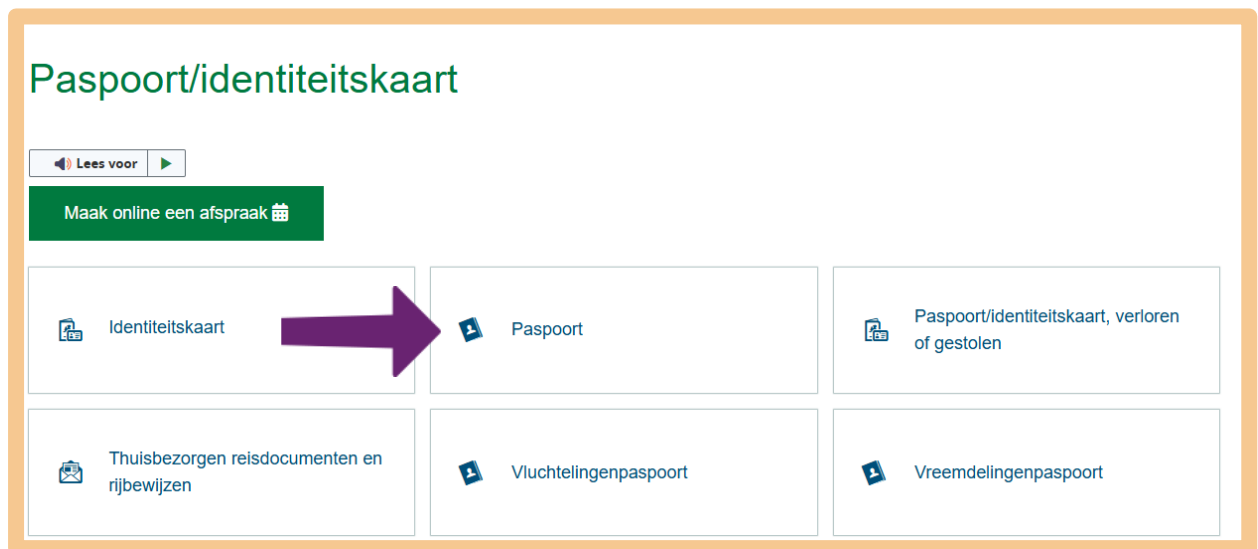 Paspoort/identiteitskaart
Lees voor
Maak online een afspraak
Identiteitskaart
Paspoort
Paspoort/identiteitskaart, verloren
of gestolen
Thuisbezorgen reisdocumenten en
rijbewijzen
Vluchtelingenpaspoort
Vreemdelingenpaspoort